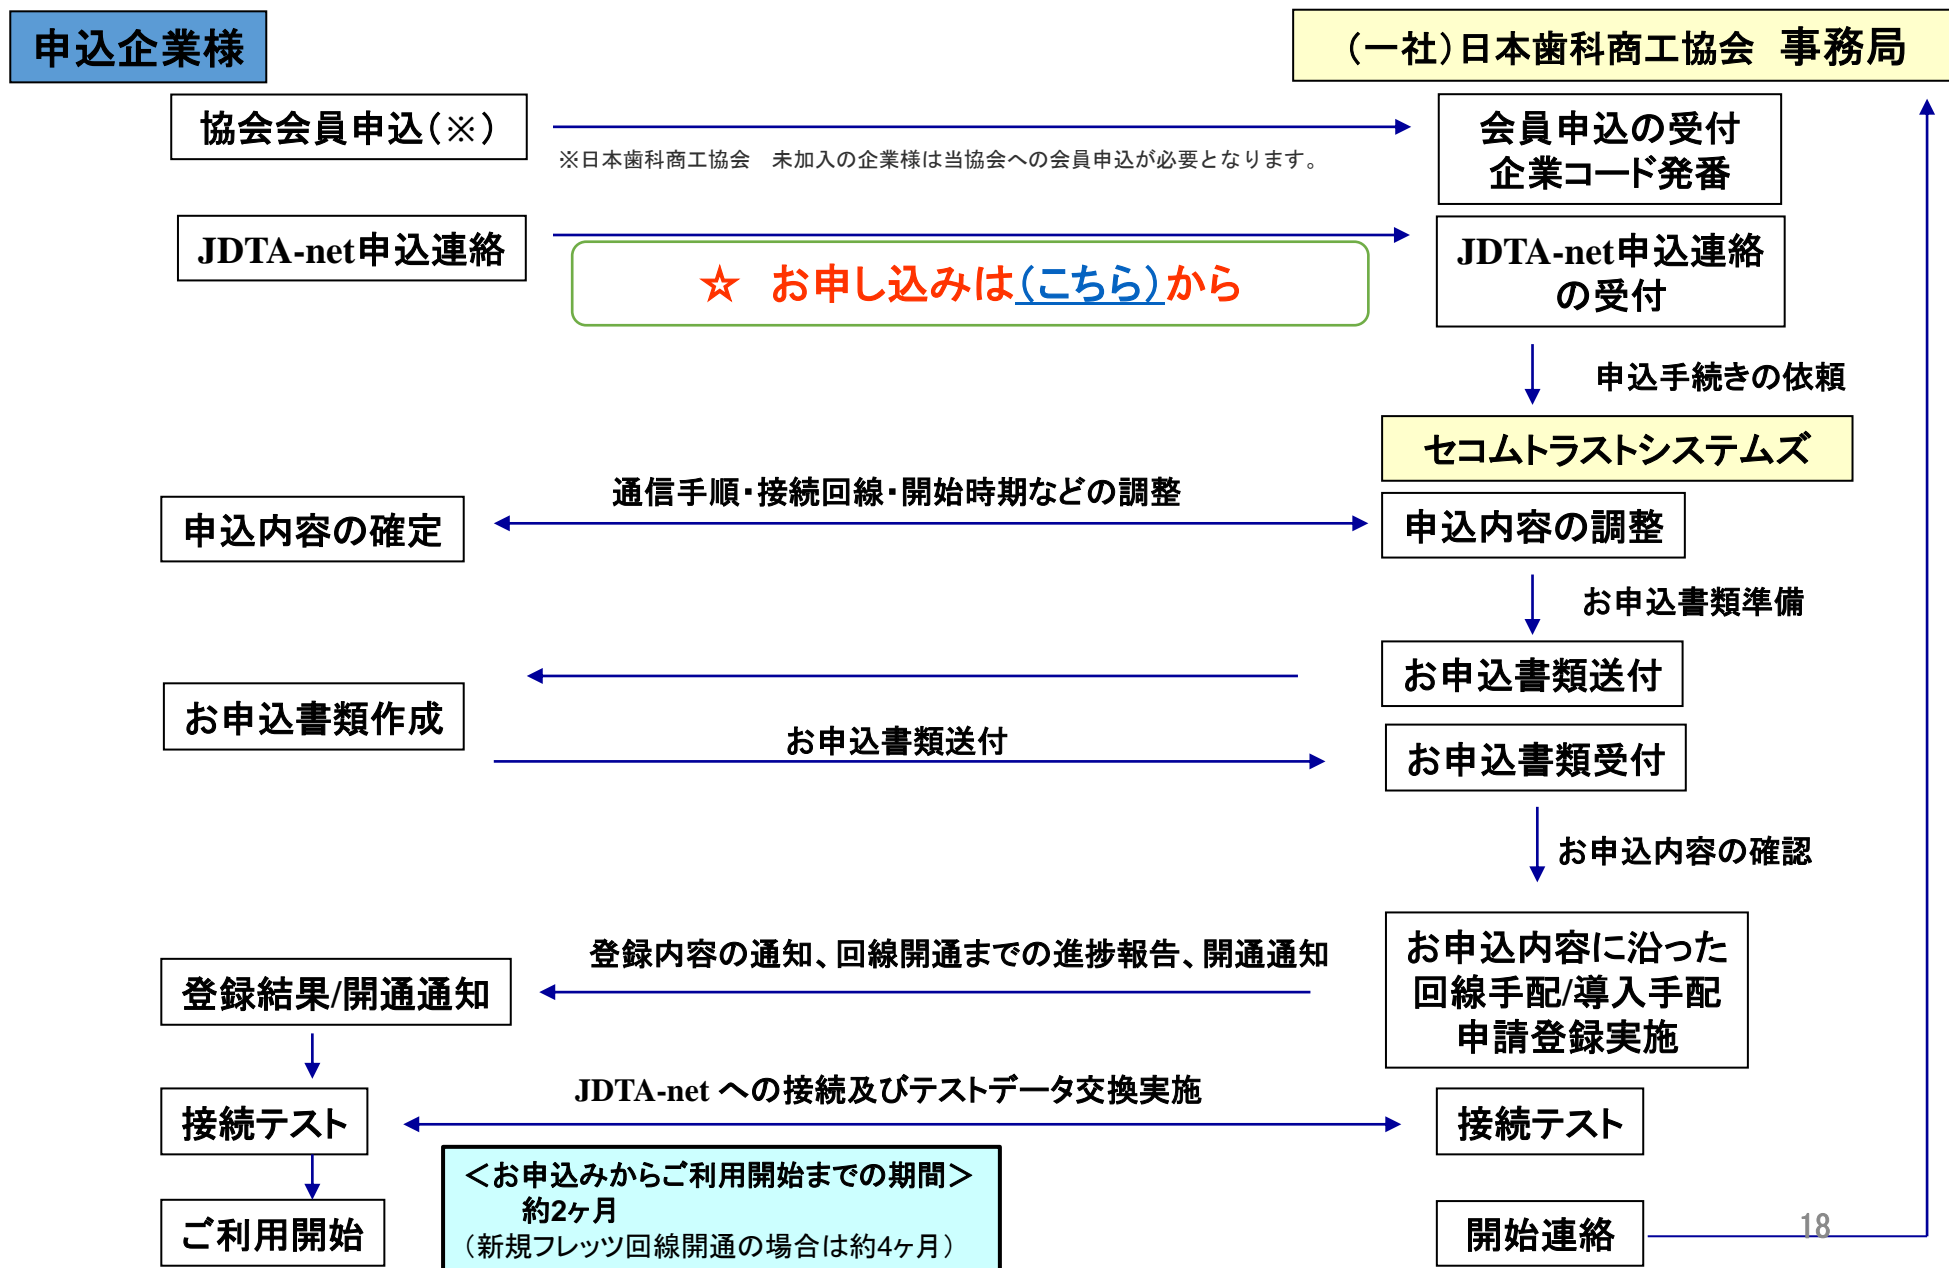 申込企業様
(一社)日本歯科商工協会　事務局
協会会員申込(※)
※日本歯科商工協会　未加入の企業様は当協会への会員申込が必要となります。
会員申込の受付
企業コード発番
JDTA-net申込連絡
☆　お申し込みは(こちら)から
JDTA-net申込連絡
の受付
申込手続きの依頼
セコムトラストシステムズ
通信手順・接続回線・開始時期などの調整
申込内容の確定
申込内容の調整
お申込書類準備
お申込書類送付
お申込書類作成
お申込書類送付
お申込書類受付
お申込内容の確認
登録内容の通知、回線開通までの進捗報告、開通通知
登録結果/開通通知
お申込内容に沿った
回線手配/導入手配
申請登録実施
JDTA-net への接続及びテストデータ交換実施
接続テスト
接続テスト
＜お申込みからご利用開始までの期間＞
約2ヶ月
(新規フレッツ回線開通の場合は約4ヶ月)
ご利用開始
開始連絡
18